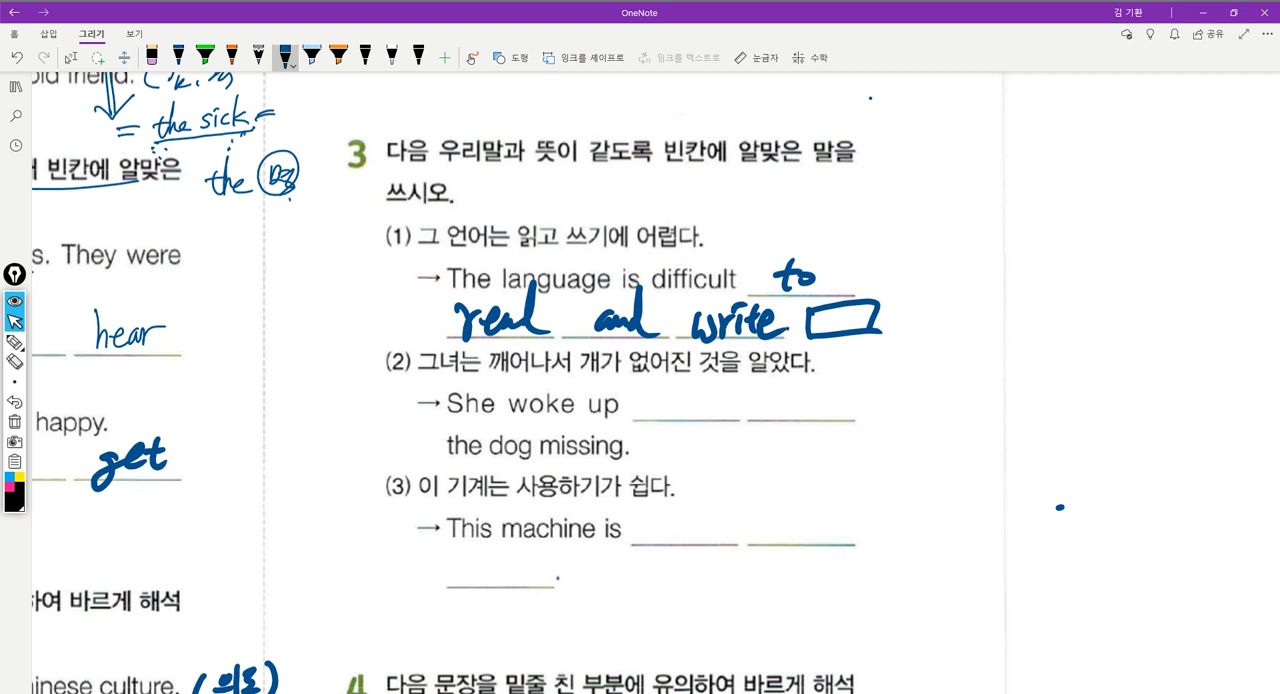 OneNote
김 기환
홈 삽입 그리기 보기
공유
도형 잉크를 셰이프로 잉크를 텍스트로 눈금자 수학
old friend.
= the sick =
the
빈칸에 알맞은
s. They were
hear
happy.
get
하여 바르게 해석
inese culture. (의도)
3 다음 우리말과 뜻이 같도록 빈칸에 알맞은 말을
쓰시오.
(1) 그 언어는 읽고 쓰기에 어렵다.
→ The language is difficult to
read and write.
(2) 그녀는 깨어나서 개가 없어진 것을 알았다.
→ She woke up
the dog missing.
(3) 이 기계는 사용하기가 쉽다.
→ This machine is
.
4 다음 문장을 밑줄 친 부분에 유의하여 바르게 해석